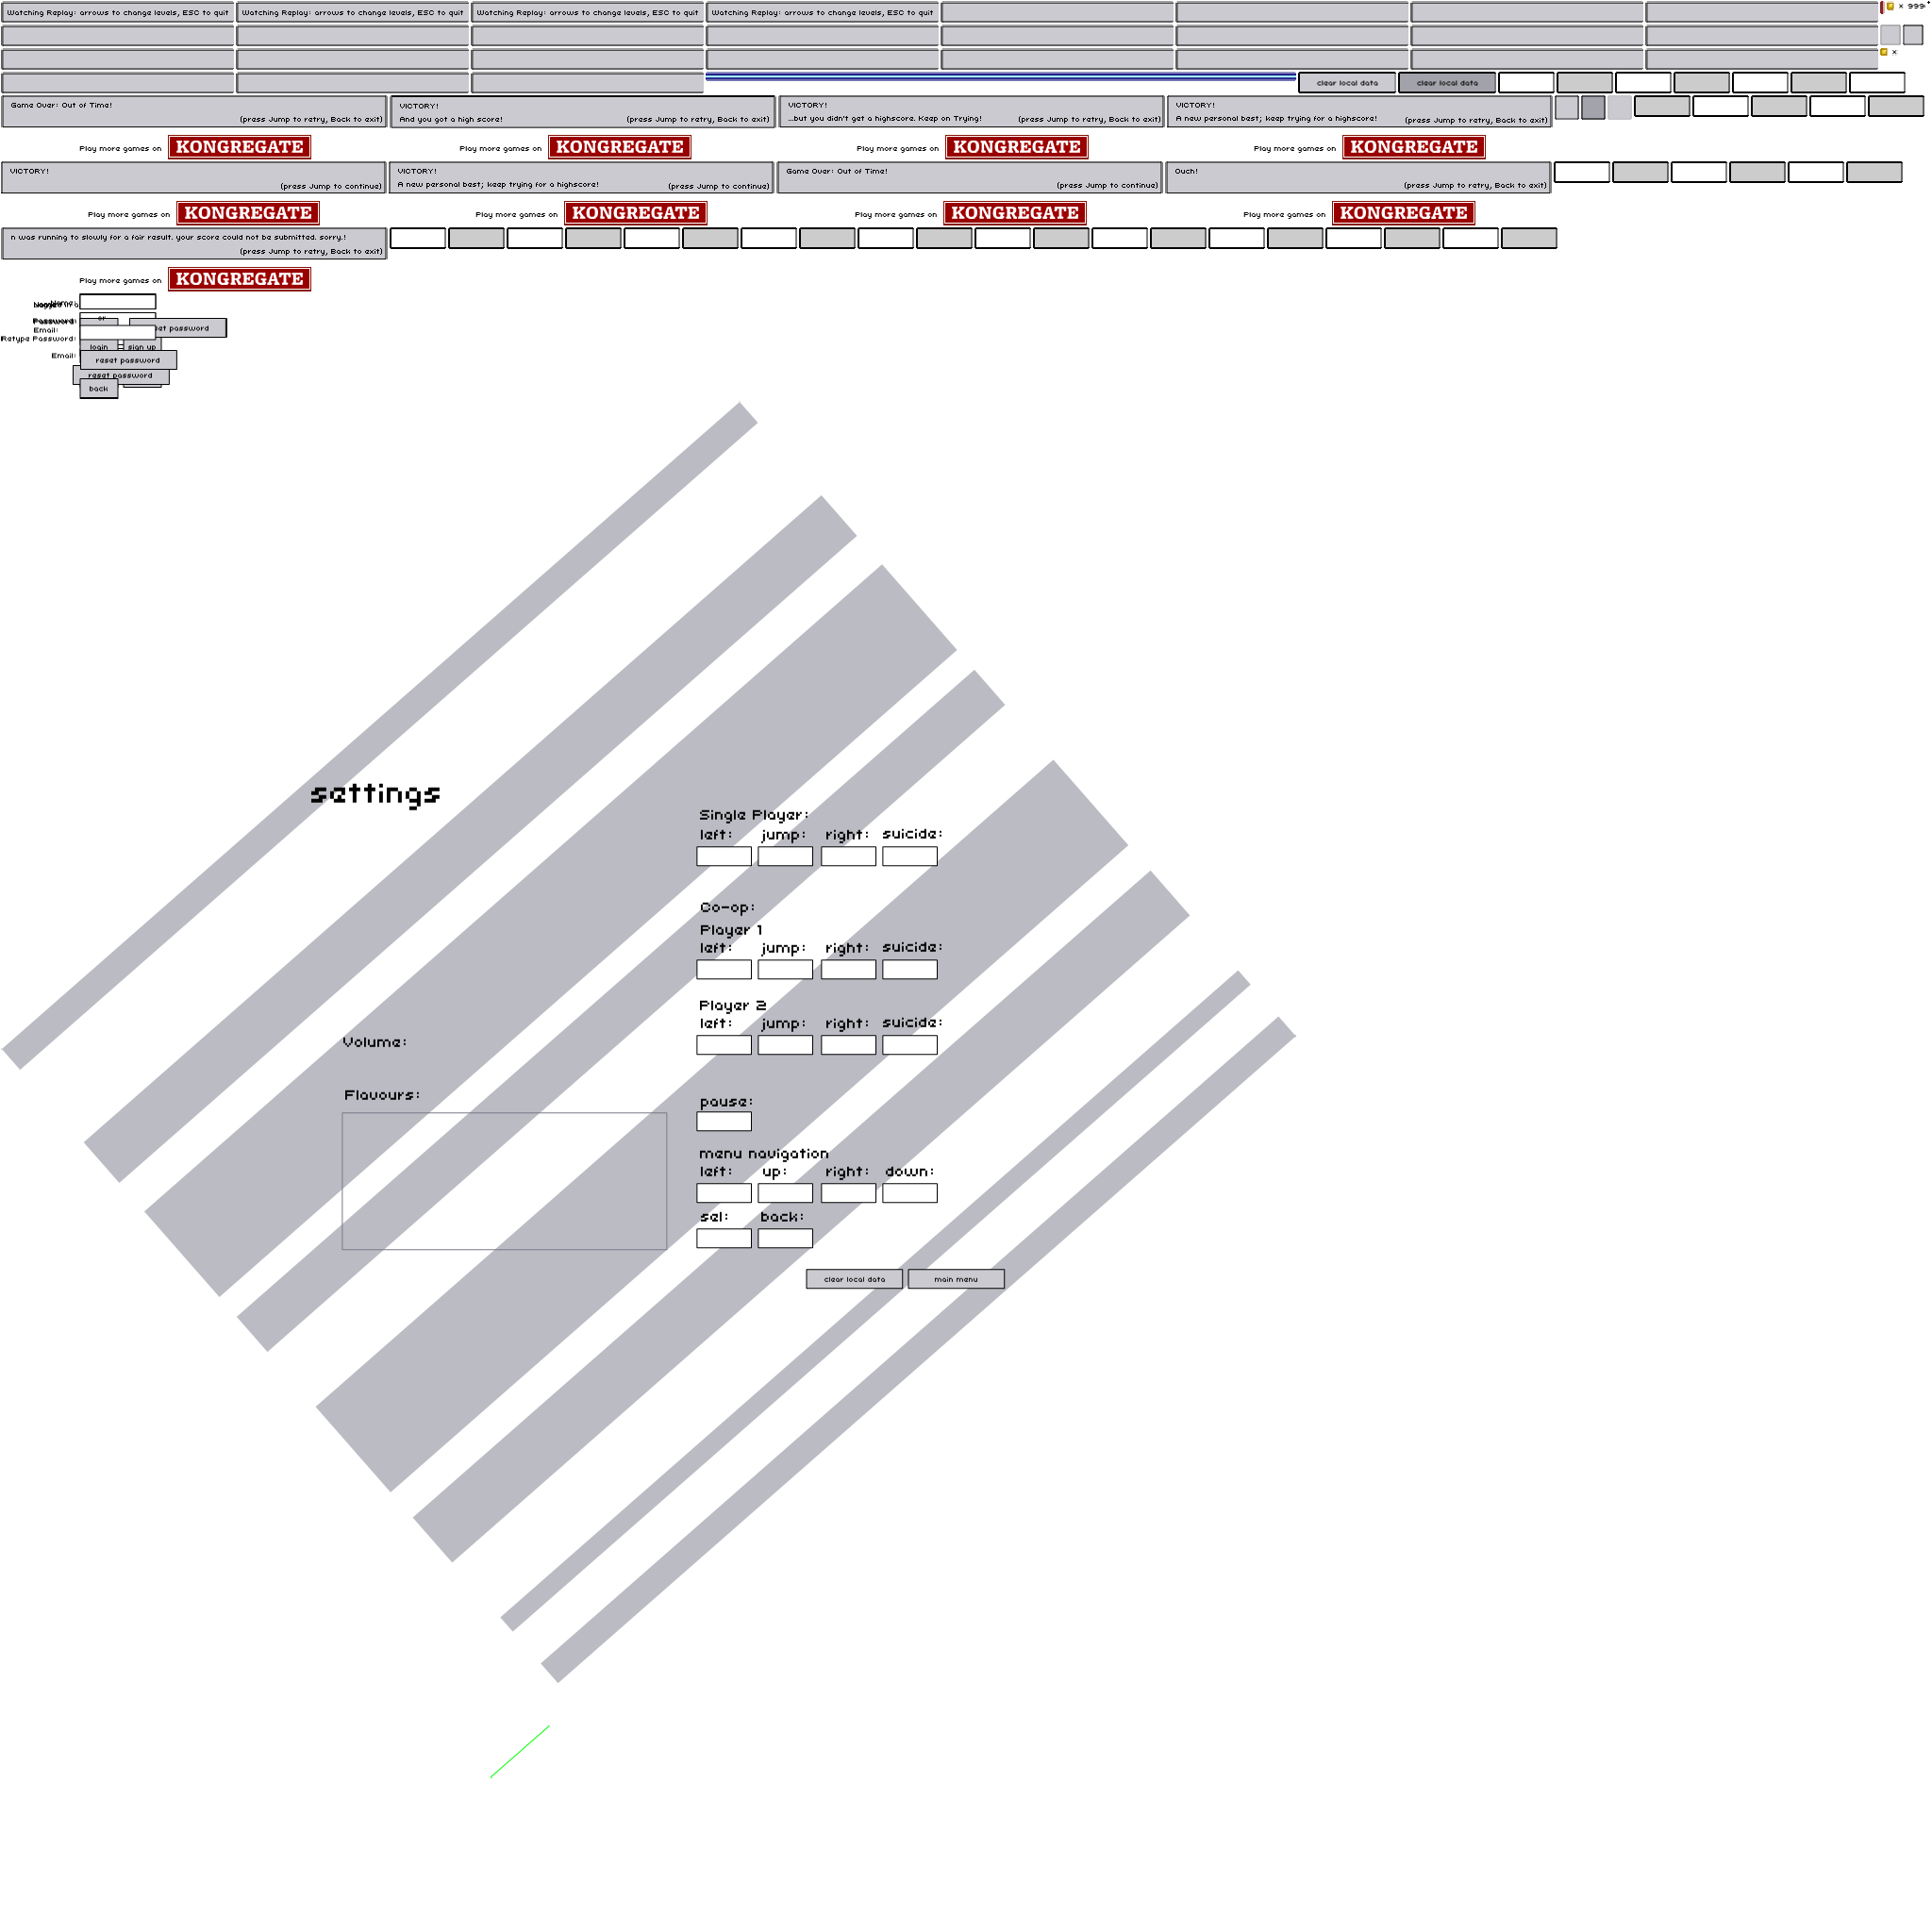 Watching Replay: arrows to change levels, ESC to quit
Watching Replay: arrows to change levels, ESC to quit
Watching Replay: arrows to change levels, ESC to quit
Watching Replay: arrows to change levels, ESC to quit
× 999+
×
clear local data
clear local data
Game Over: Out of Time!
(press Jump to retry, Back to exit)
VICTORY!
And you got a high score!
(press Jump to retry, Back to exit)
VICTORY!
...but you didn't get a highscore. Keep on Trying!
(press Jump to retry, Back to exit)
VICTORY!
A new personal best; keep trying for a highscore!
(press Jump to retry, Back to exit)
Play more games on KONGREGATE
Play more games on KONGREGATE
Play more games on KONGREGATE
Play more games on KONGREGATE
VICTORY!
(press Jump to continue)
VICTORY!
A new personal best; keep trying for a highscore!
(press Jump to continue)
Game Over: Out of Time!
(press Jump to continue)
Ouch!
(press Jump to retry, Back to exit)
Play more games on KONGREGATE
Play more games on KONGREGATE
Play more games on KONGREGATE
Play more games on KONGREGATE
n was running to slowly for a fair result. your score could not be submitted. sorry.!
(press Jump to retry, Back to exit)
Play more games on KONGREGATE
Password:
Email:
password
Retype Password:
login
sign up
Email:
reset password
reset password
back
settings
Single Player:
left: jump: right: suicide:
Co-op:
Player 1
left: jump: right: suicide:
Player 2
left: jump: right: suicide:
Volume:
Flavours:
pause:
menu navigation
left: up: right: down:
sel: back:
clear local data
main menu